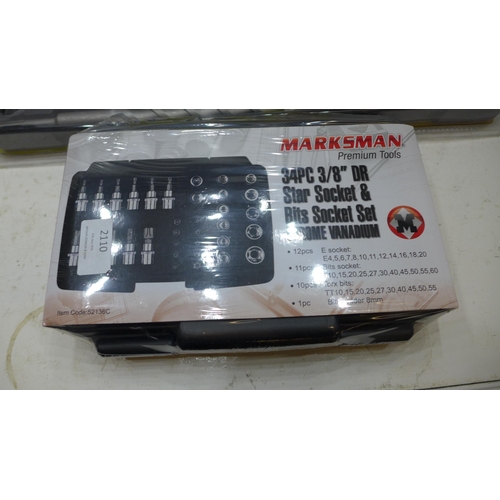 MARKSMAN
Premium Tools
34PC 3/8" DR
Star Socket &
Bits Socket Set
CHROME VANADIUM
M
• 12pcs E socket:
E4,5,6,7,8,10,11,12,14,16,18,20
• 11pcs Bits socket:
T10,15,20,25,27,30,40,45,50,55,60
• 10pcs Torx bits:
TT10,15,20,25,27,30,40,45,50,55
• 1pc 8mm
2110
Item Code: 52136C